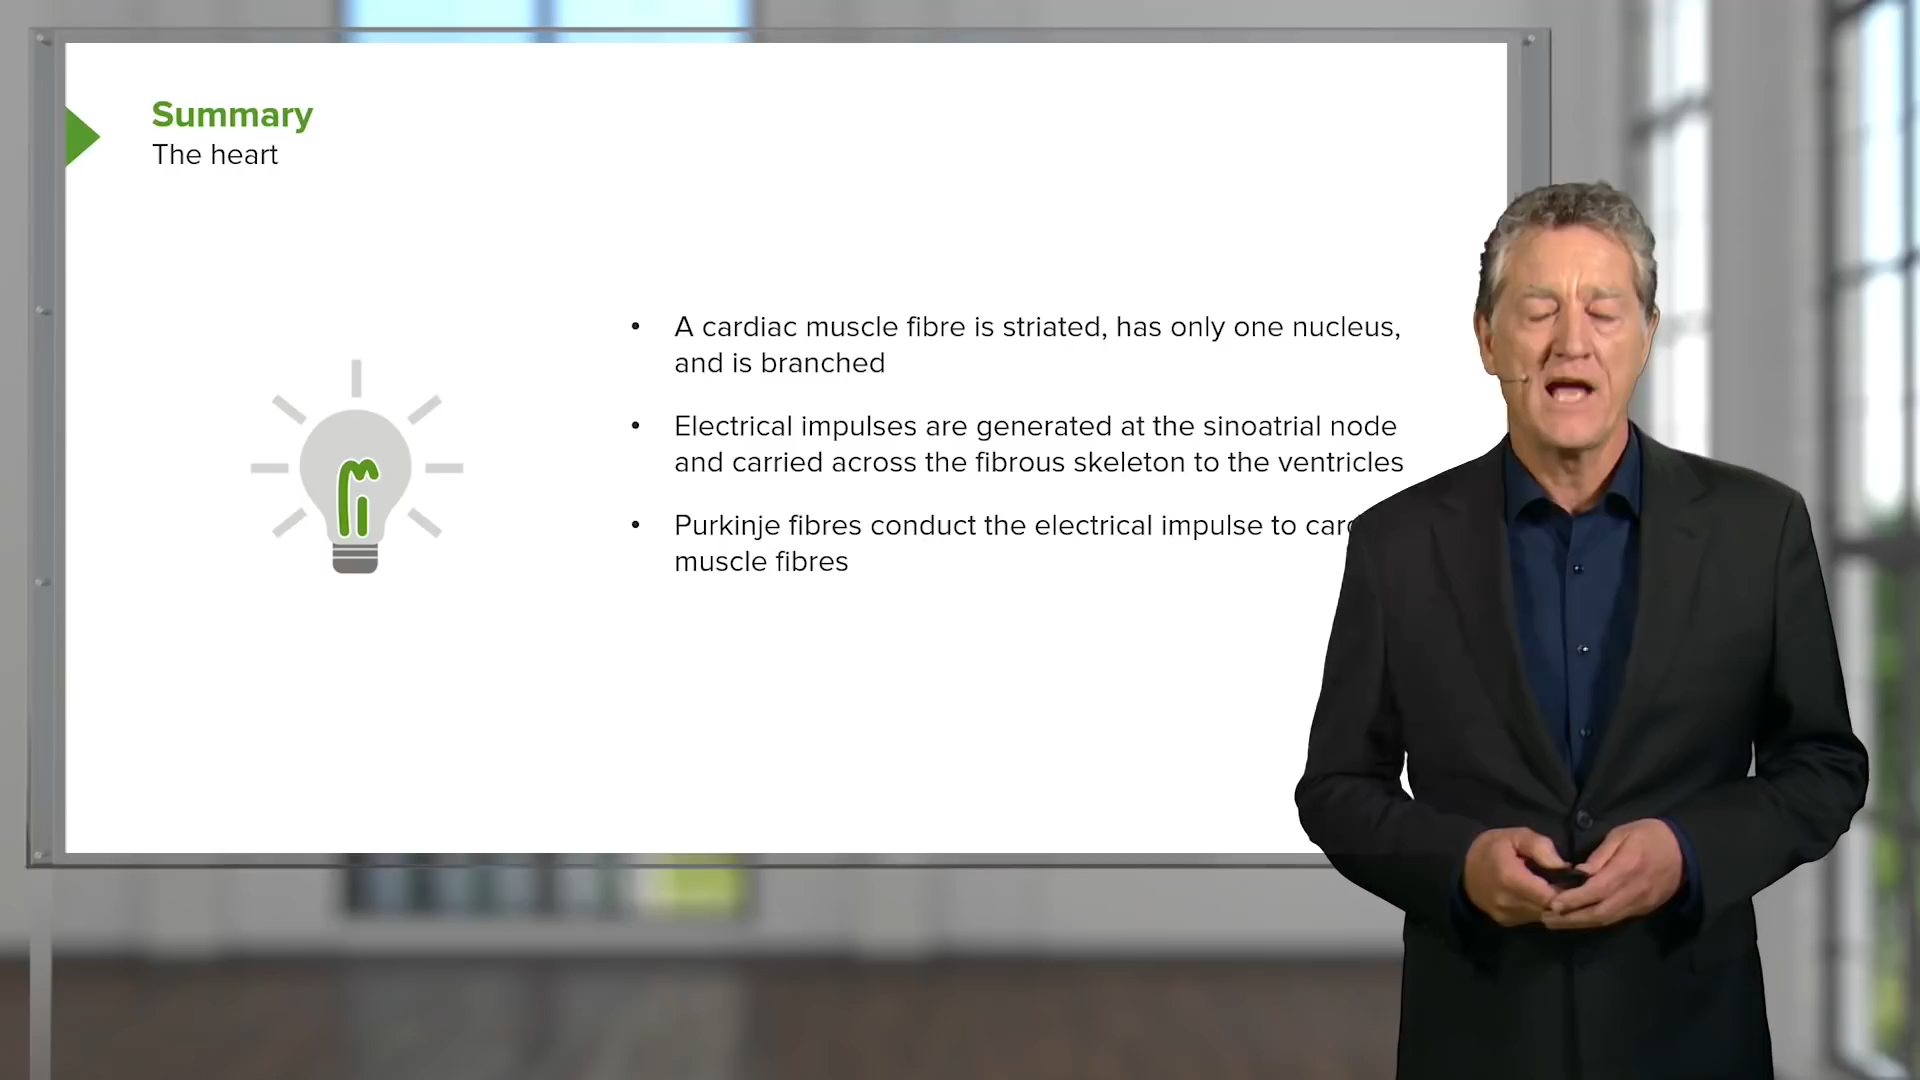 Summary
The heart
• A cardiac muscle fibre is striated, has only one nucleus,
and is branched
• Electrical impulses are generated at the sinoatrial node
and carried across the fibrous skeleton to the ventricles
• Purkinje fibres conduct the electrical impulse to
muscle fibres